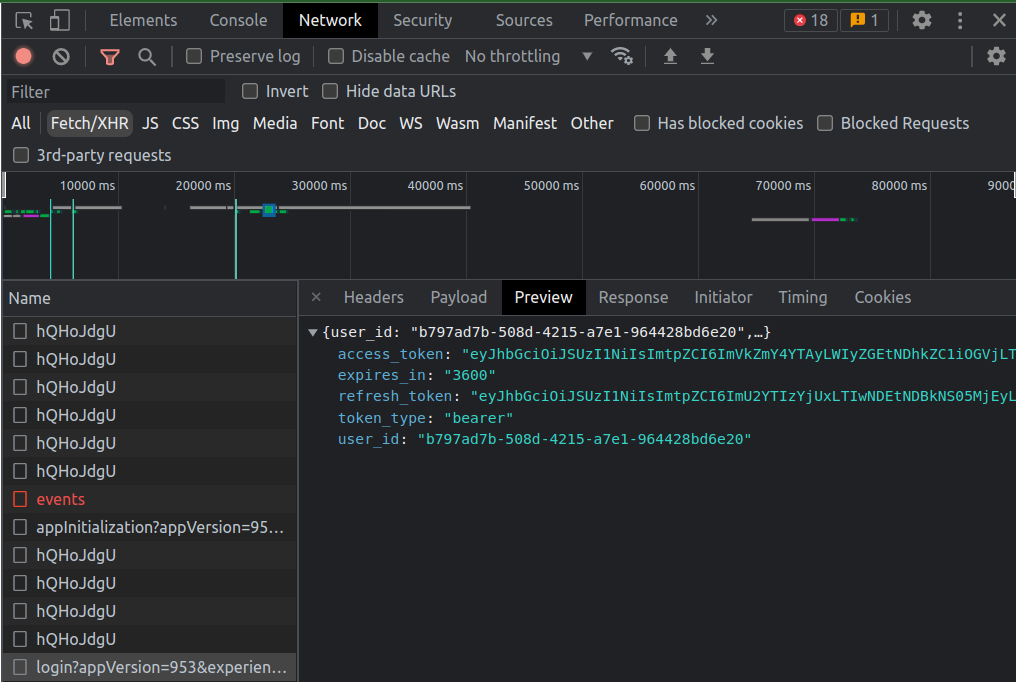 Elements Console Network Security Sources Performance » 18 1
Preserve log Disable cache No throttling
Filter Invert Hide data URLs
All Fetch/XHR JS CSS Img Media Font Doc WS Wasm Manifest Other Has blocked cookies Blocked Requests
3rd-party requests
10000 ms 20000 ms 30000 ms 40000 ms 50000 ms 60000 ms 70000 ms 80000 ms 9000
Name
× Headers Payload Preview Response Initiator Timing Cookies
hQHoJdgU
hQHoJdgU
hQHoJdgU
hQHoJdgU
hQHoJdgU
hQHoJdgU
events
appInitialization?appVersion=95…
hQHoJdgU
hQHoJdgU
hQHoJdgU
hQHoJdgU
login?appVersion=953&experien…
▼{user_id: "b797ad7b-508d-4215-a7e1-964428bd6e20",…}
access_token: "eyJhbGciOiJSUzI1NiIsImtpZCI6ImVkZmY4YTAyLWIyZGEtNDhkZC1iOGVjLT
expires_in: "3600"
refresh_token: "eyJhbGciOiJSUzI1NiIsImtpZCI6ImU2YTIzYjUxLTIwNDEtNDBkNS05MjEyL
token_type: "bearer"
user_id: "b797ad7b-508d-4215-a7e1-964428bd6e20"